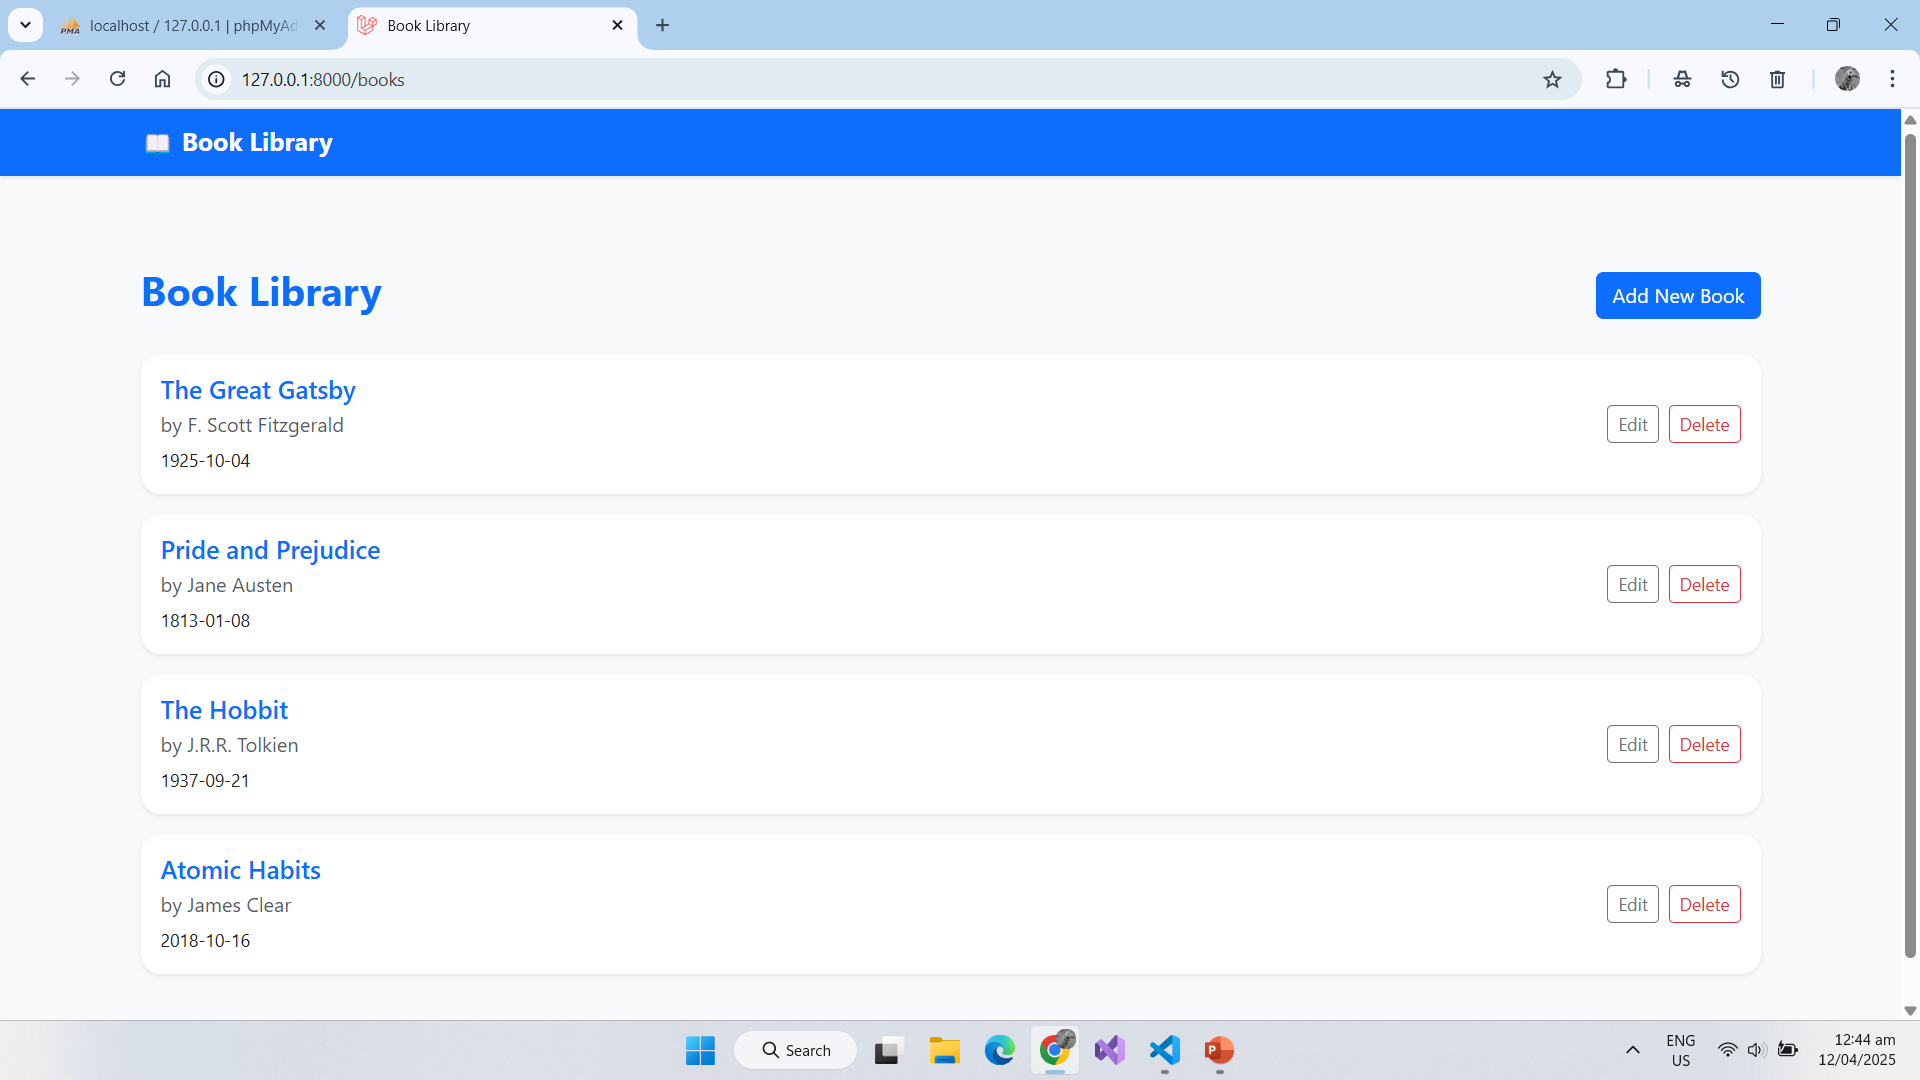 localhost / 127.0.0.1 | phpMyAd
Book Library
127.0.0.1:8000/books
Book Library
Book Library
Add New Book
The Great Gatsby
by F. Scott Fitzgerald
1925-10-04
Edit
Delete
Pride and Prejudice
by Jane Austen
1813-01-08
Edit
Delete
The Hobbit
by J.R.R. Tolkien
1937-09-21
Edit
Delete
Atomic Habits
by James Clear
2018-10-16
Edit
Delete
Search
ENG
US
12:44 am
12/04/2025